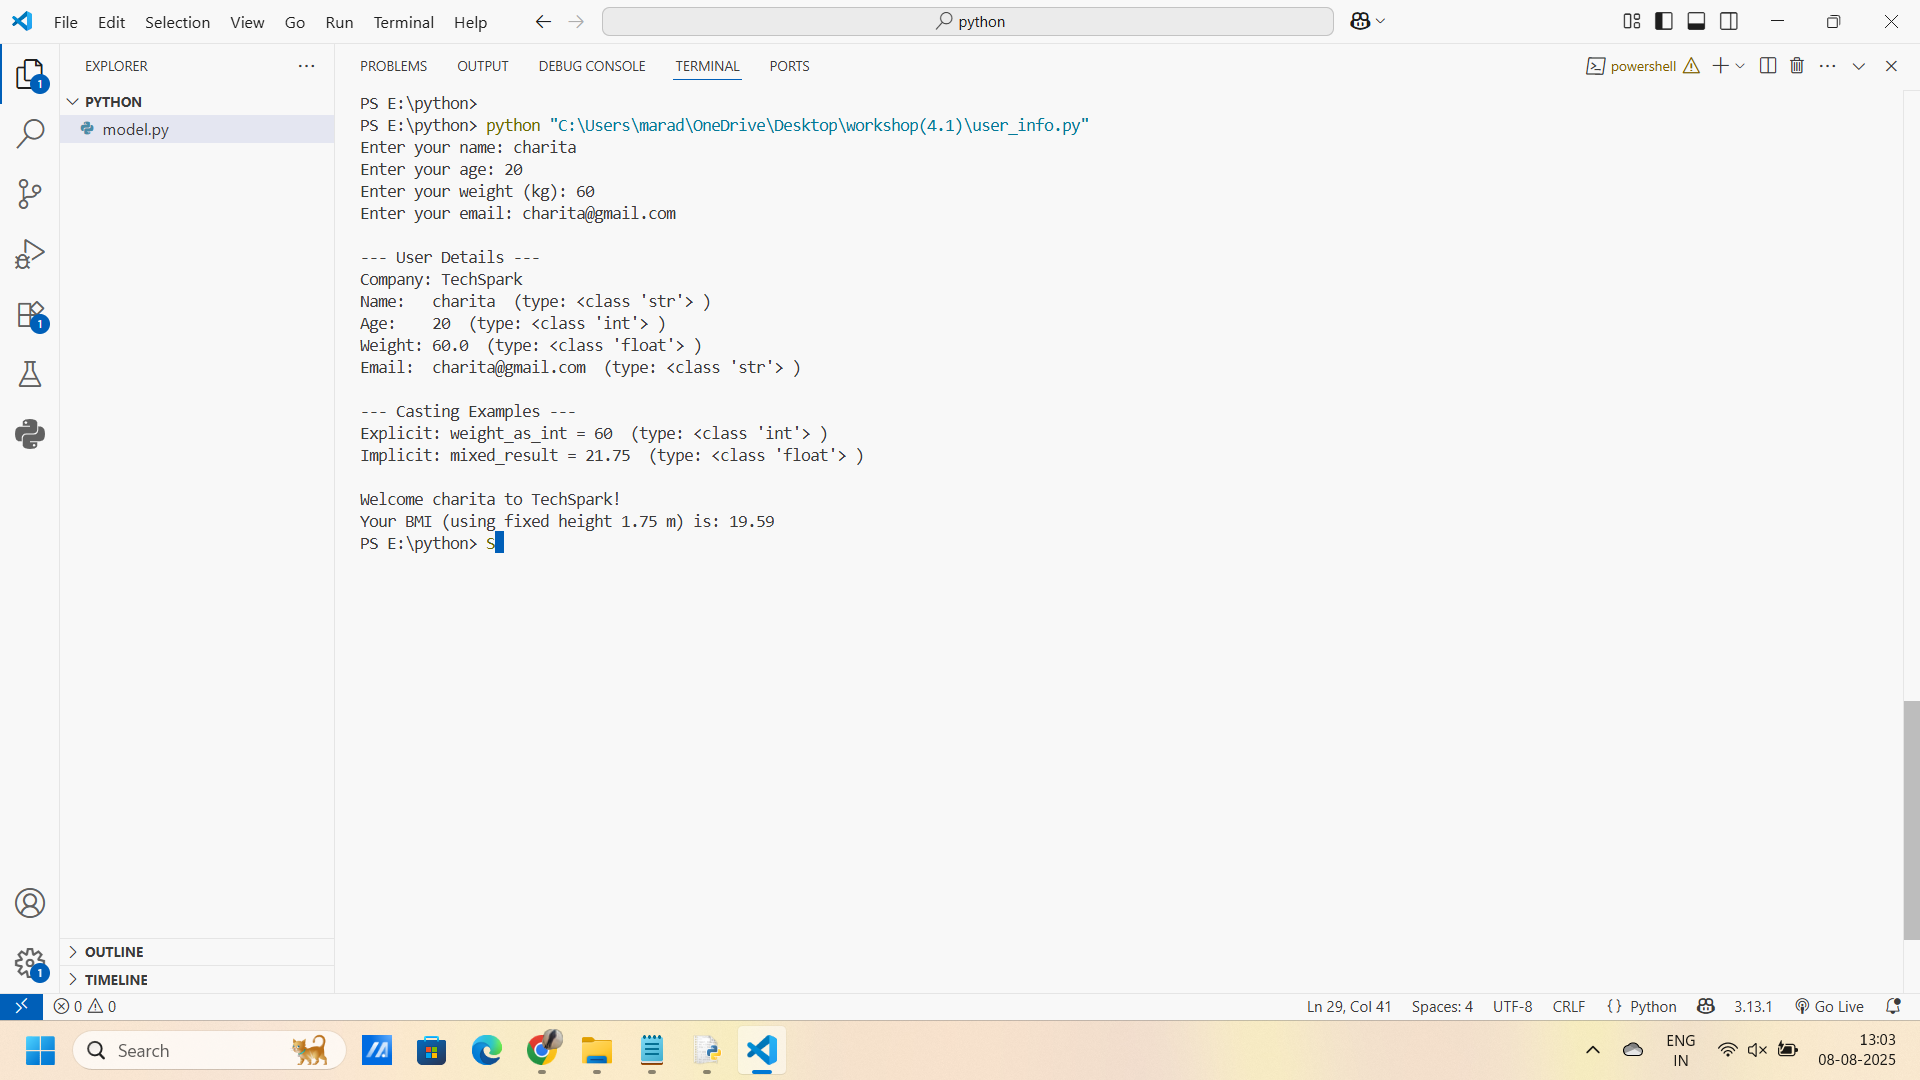 File Edit Selection View Go Run Terminal Help
python
EXPLORER
PROBLEMS OUTPUT DEBUG CONSOLE TERMINAL PORTS
powershell
PYTHON
model.py
1
1
1
PS E:\python>
PS E:\python> python "C:\Users\marad\OneDrive\Desktop\workshop(4.1)\user_info.py"
Enter your name: charita
Enter your age: 20
Enter your weight (kg): 60
Enter your email: charita@gmail.com
--- User Details ---
Company: TechSpark
Name:   charita  (type: <class 'str'> )
Age:    20  (type: <class 'int'> )
Weight: 60.0  (type: <class 'float'> )
Email:  charita@gmail.com  (type: <class 'str'> )
--- Casting Examples ---
Explicit: weight_as_int = 60  (type: <class 'int'> )
Implicit: mixed_result = 21.75  (type: <class 'float'> )
Welcome charita to TechSpark!
Your BMI (using fixed height 1.75 m) is: 19.59
PS E:\python> S
OUTLINE
TIMELINE
0 0
Ln 29, Col 41 Spaces: 4 UTF-8 CRLF {} Python 3.13.1 Go Live
Search
ENG
IN
13:03
08-08-2025